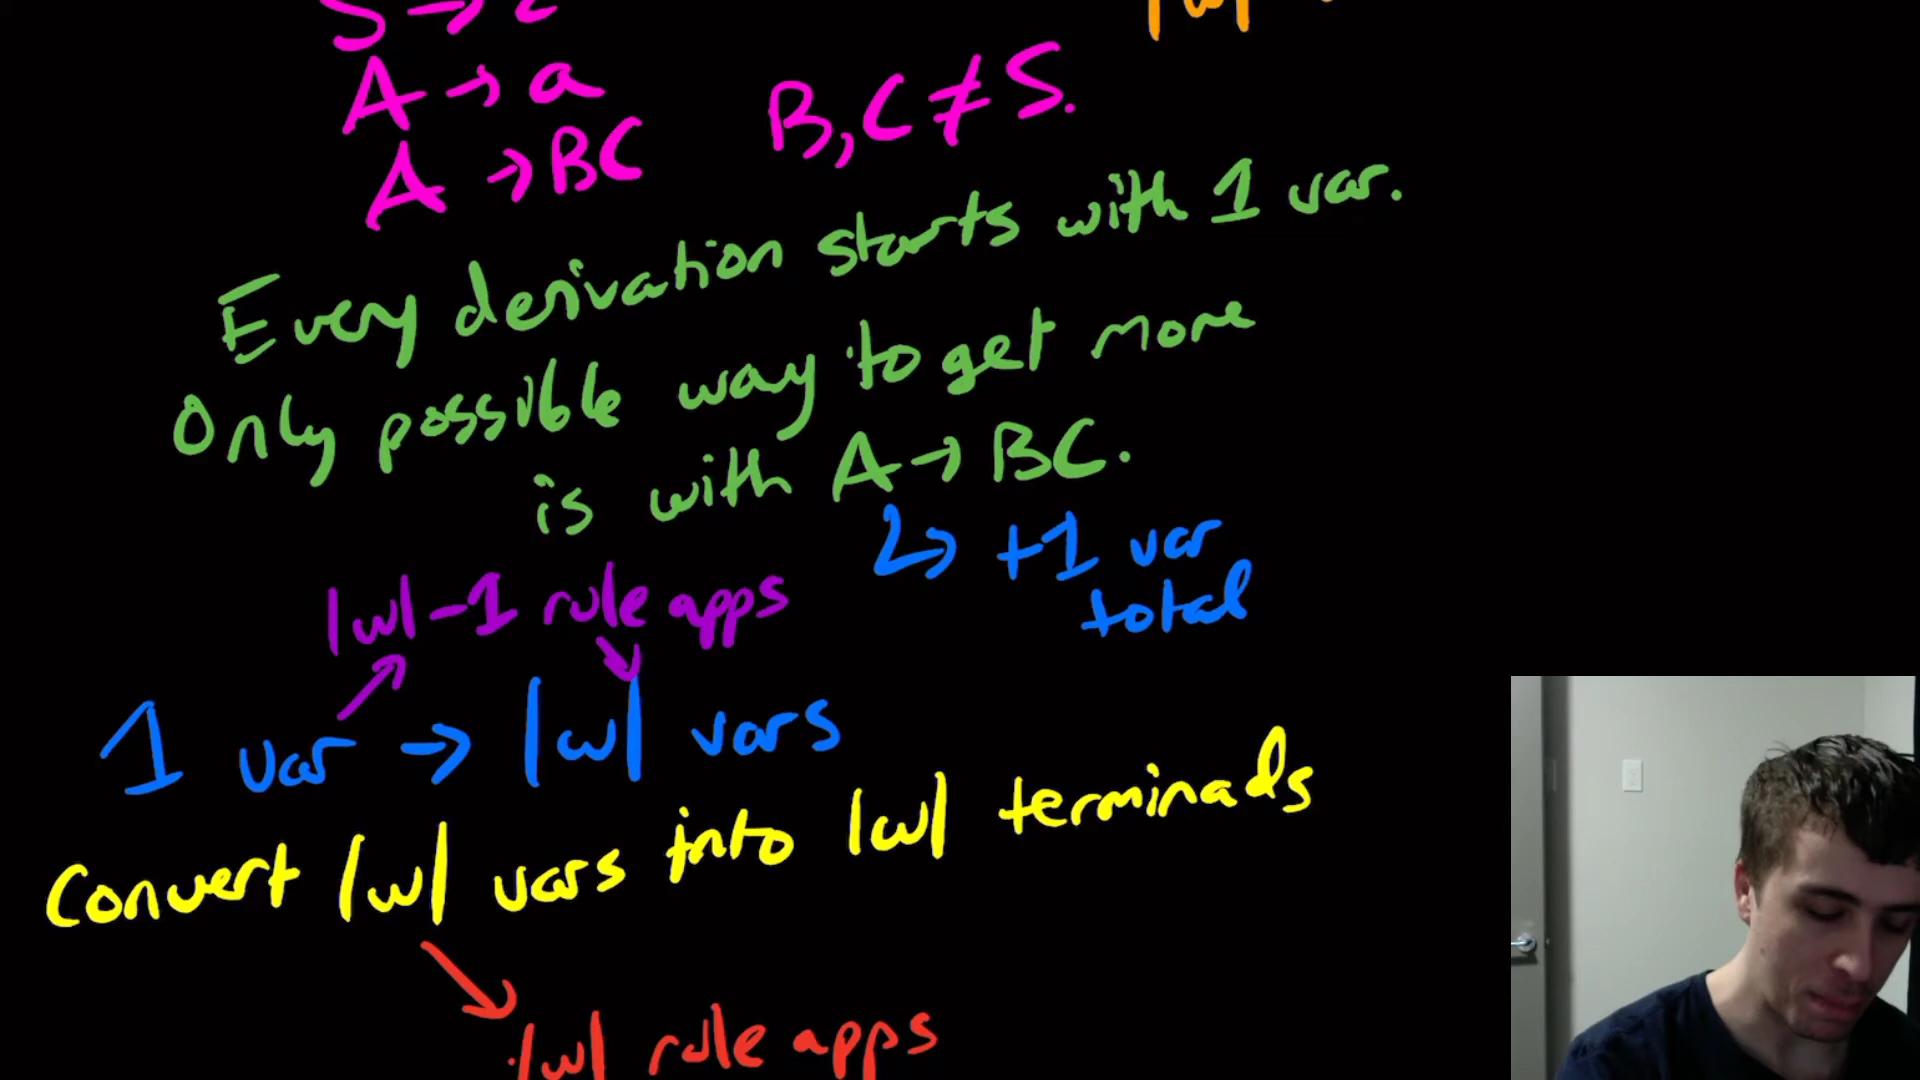 S → ε
A → a
A → BC
B, C ≠ S.
Every derivation starts with 1 var.
Only possible way to get more
is with A → BC.
↳ +1 var
total
|w|-1 rule apps
1 var → |w| vars
Convert |w| vars into |w| terminals
|w| rule apps